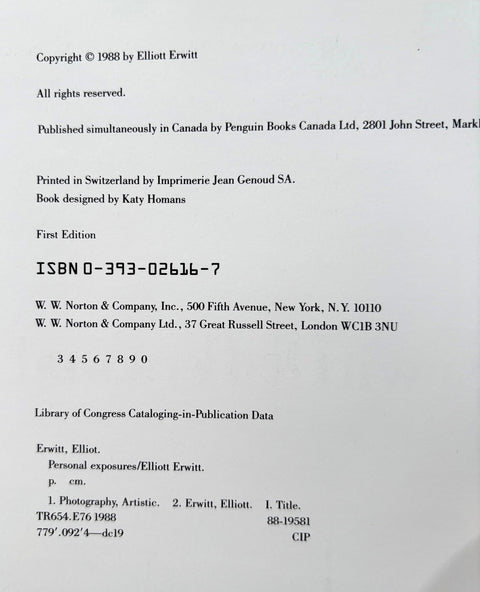 Copyright © 1988 by Elliott Erwitt
All rights reserved.
Published simultaneously in Canada by Penguin Books Canada Ltd, 2801 John Street,
Printed in Switzerland by Imprimerie Jean Genoud SA.
Book designed by Katy Homans
First Edition
ISBN 0-393-02616-7
W. W. Norton & Company, Inc., 500 Fifth Avenue, New York, N.Y. 10110
W. W. Norton & Company Ltd., 37 Great Russell Street, London WC1B 3NU
3 4 5 6 7 8 9 0
Library of Congress Cataloging-in-Publication Data
Erwitt, Elliot.
Personal exposures/Elliott Erwitt.
p. cm.
1. Photography, Artistic. 2. Erwitt, Elliott. I. Title.
TR654.E76 1988 88-19581
779'.092'4—dc19 CIP